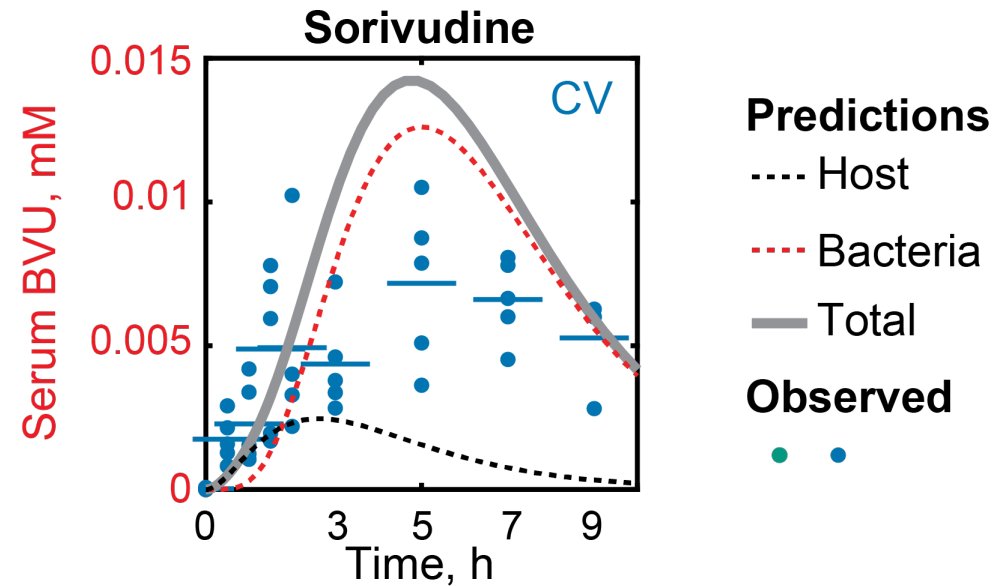 Sorivudine
0.015
0.01
0.005
0
Serum BVU, mM
CV
0 3 5 7 9
Time, h
Predictions
Host
Bacteria
Total
Observed